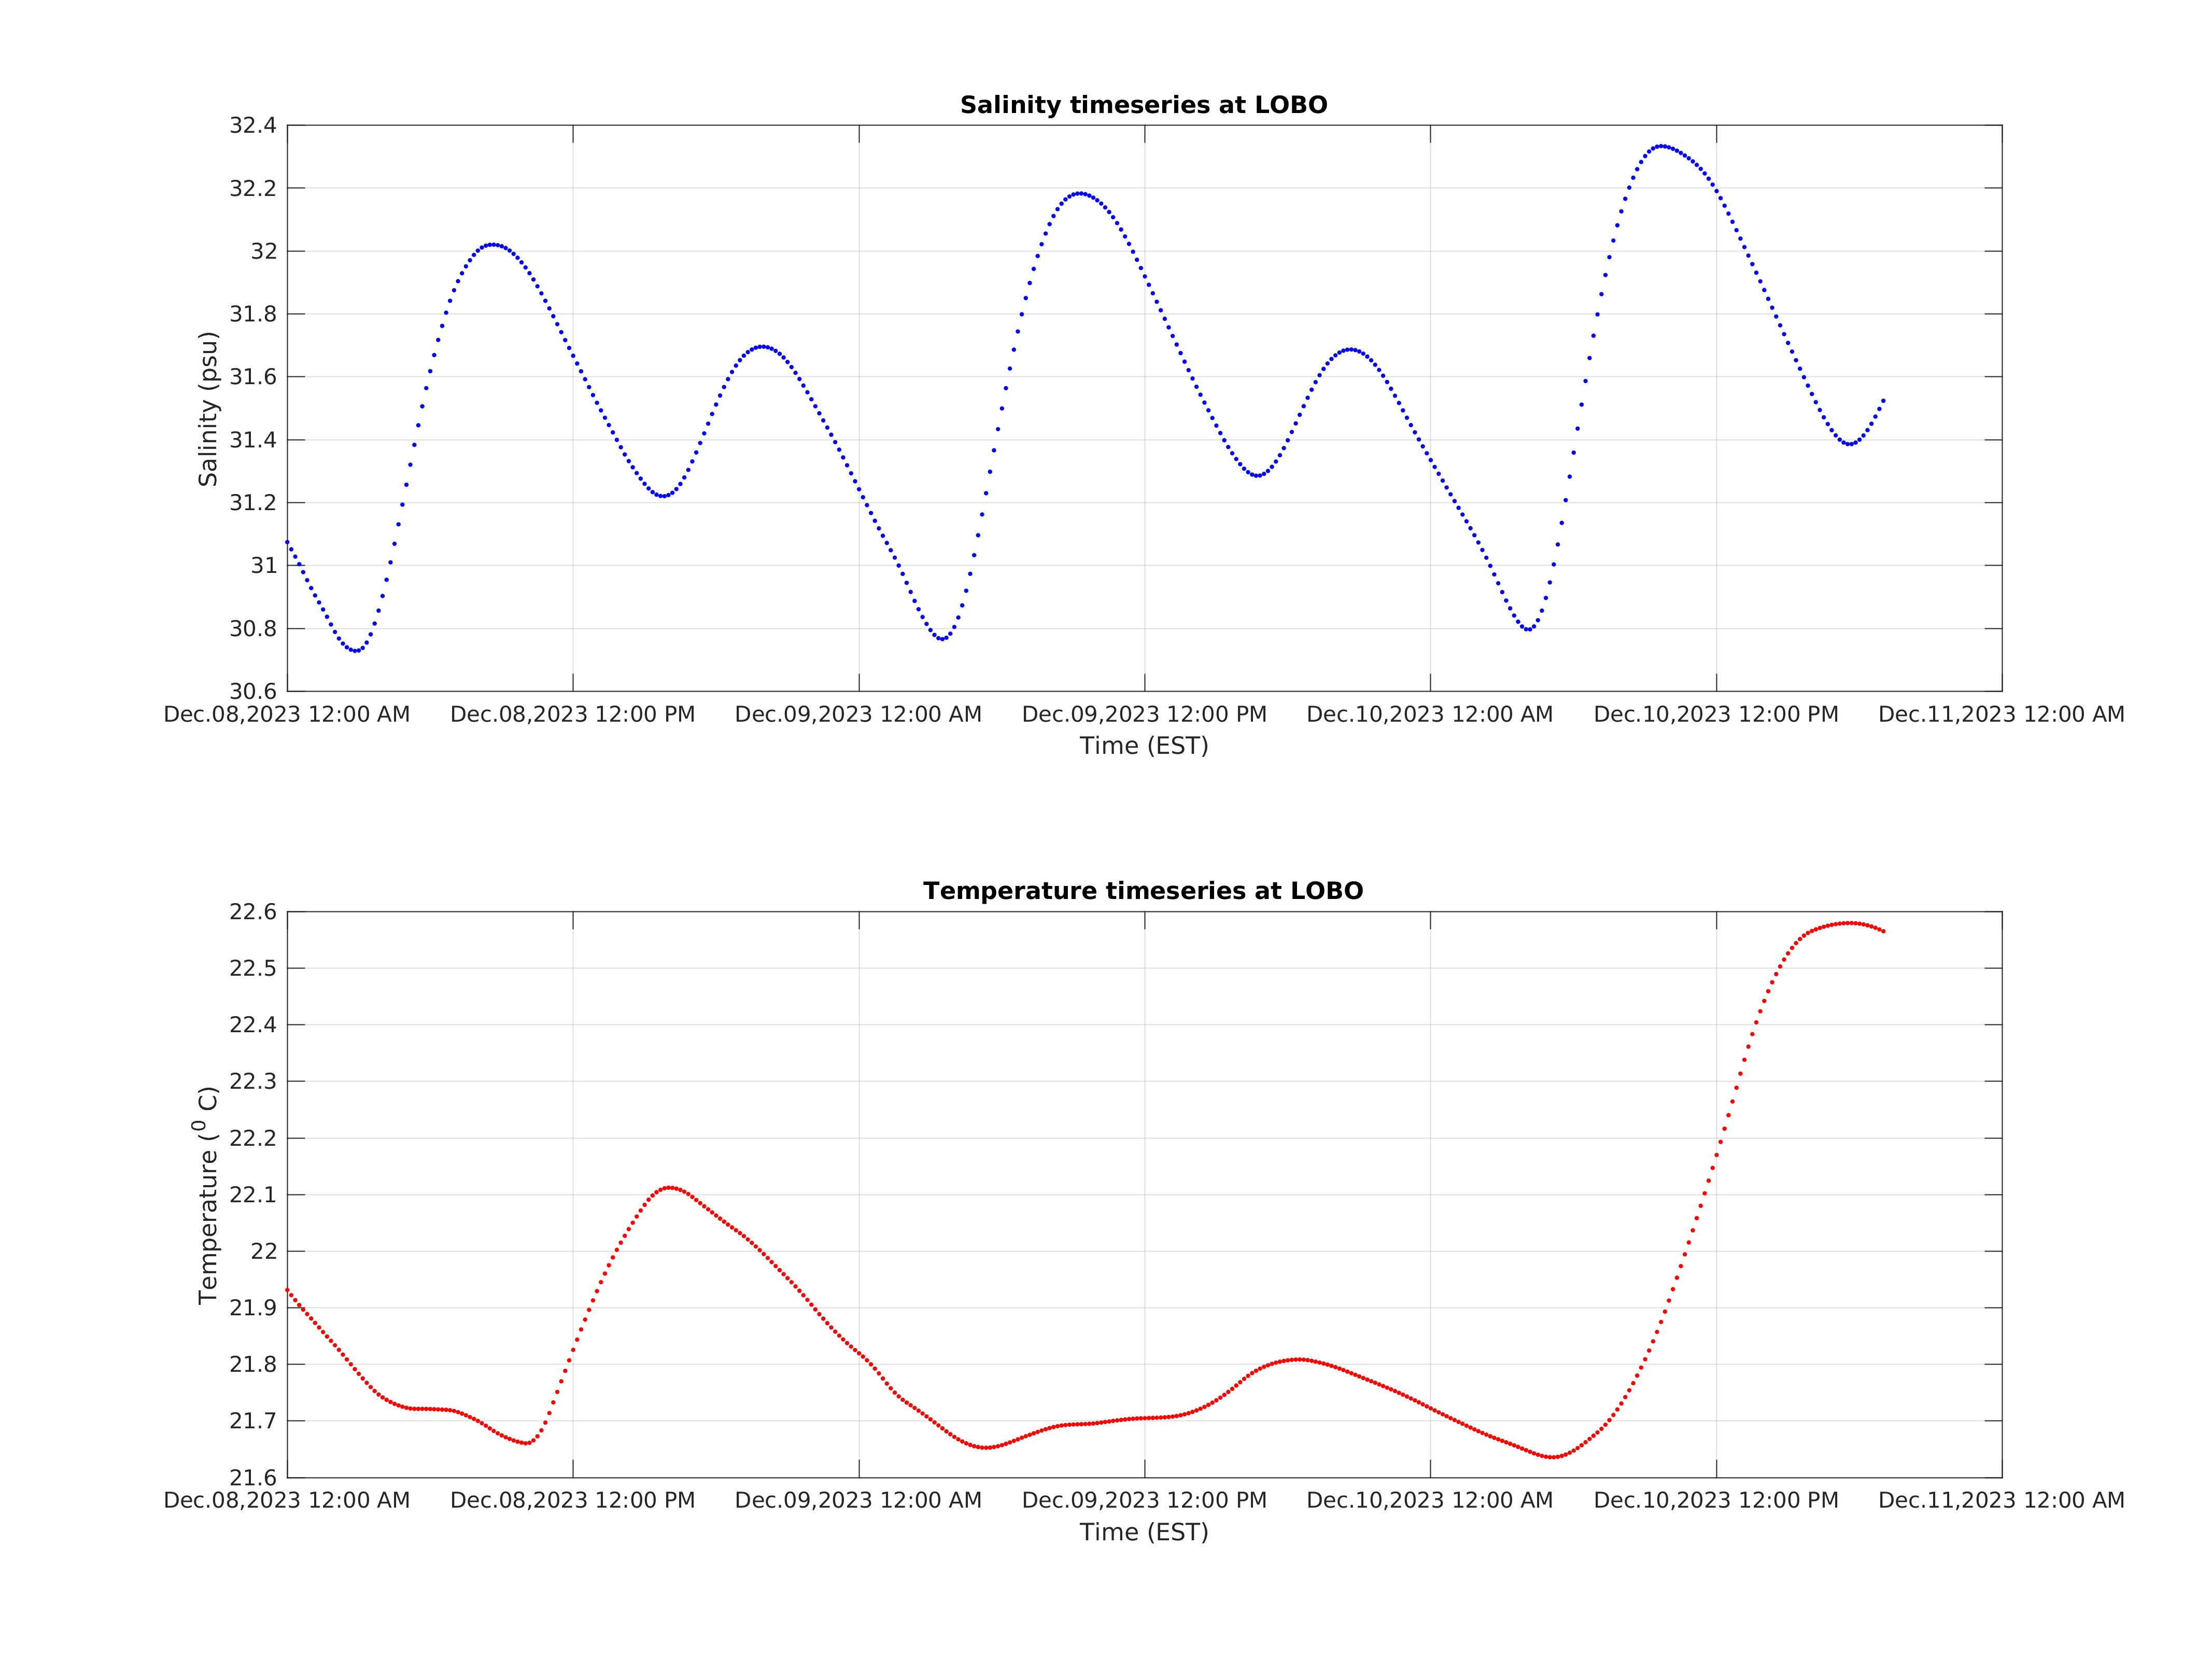 Salinity timeseries at LOBO
32.4
32.2
32
31.8
31.6
31.4
31.2
31
30.8
30.6
Salinity (psu)
Dec.08,2023 12:00 AM Dec.08,2023 12:00 PM Dec.09,2023 12:00 AM Dec.09,2023 12:00 PM Dec.10,2023 12:00 AM Dec.10,2023 12:00 PM Dec.11,2023 12:00 AM
Time (EST)
Temperature timeseries at LOBO
22.6
22.5
22.4
22.3
22.2
22.1
22
21.9
21.8
21.7
21.6
Temperature (⁰ C)
Dec.08,2023 12:00 AM Dec.08,2023 12:00 PM Dec.09,2023 12:00 AM Dec.09,2023 12:00 PM Dec.10,2023 12:00 AM Dec.10,2023 12:00 PM Dec.11,2023 12:00 AM
Time (EST)